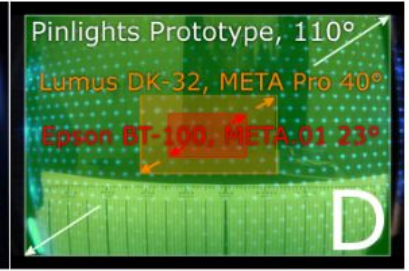 Pinlights Prototype, 110°
Lumus DK-32, META Pro 40°
Epson BT-100, META.01 23°
D